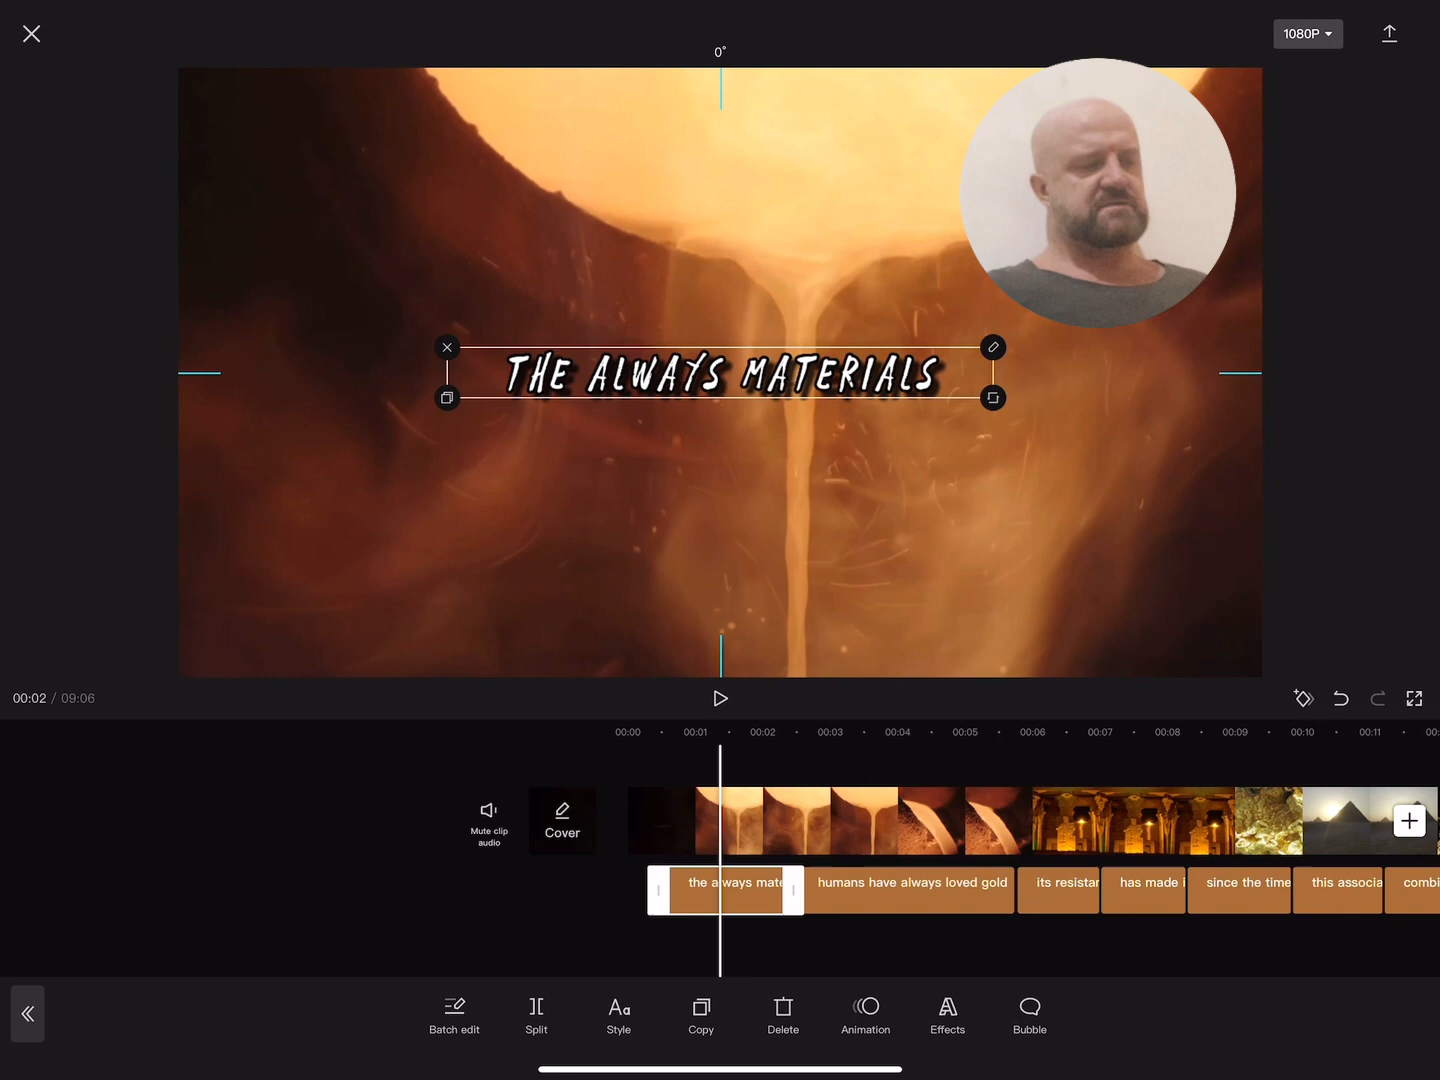 1080P
0°
THE ALWAYS MATERIALS
00:02 / 09:06
00:00 00:01 00:02 00:03 00:04 00:05 00:06 00:07 00:08 00:09 00:10 00:11 00:
Mute clip
audio
Cover
the always mate
humans have always loved gold
its resistar
has made i
since the time
this associa
combi
Batch edit
Split
Style
Copy
Delete
Animation
Effects
Bubble